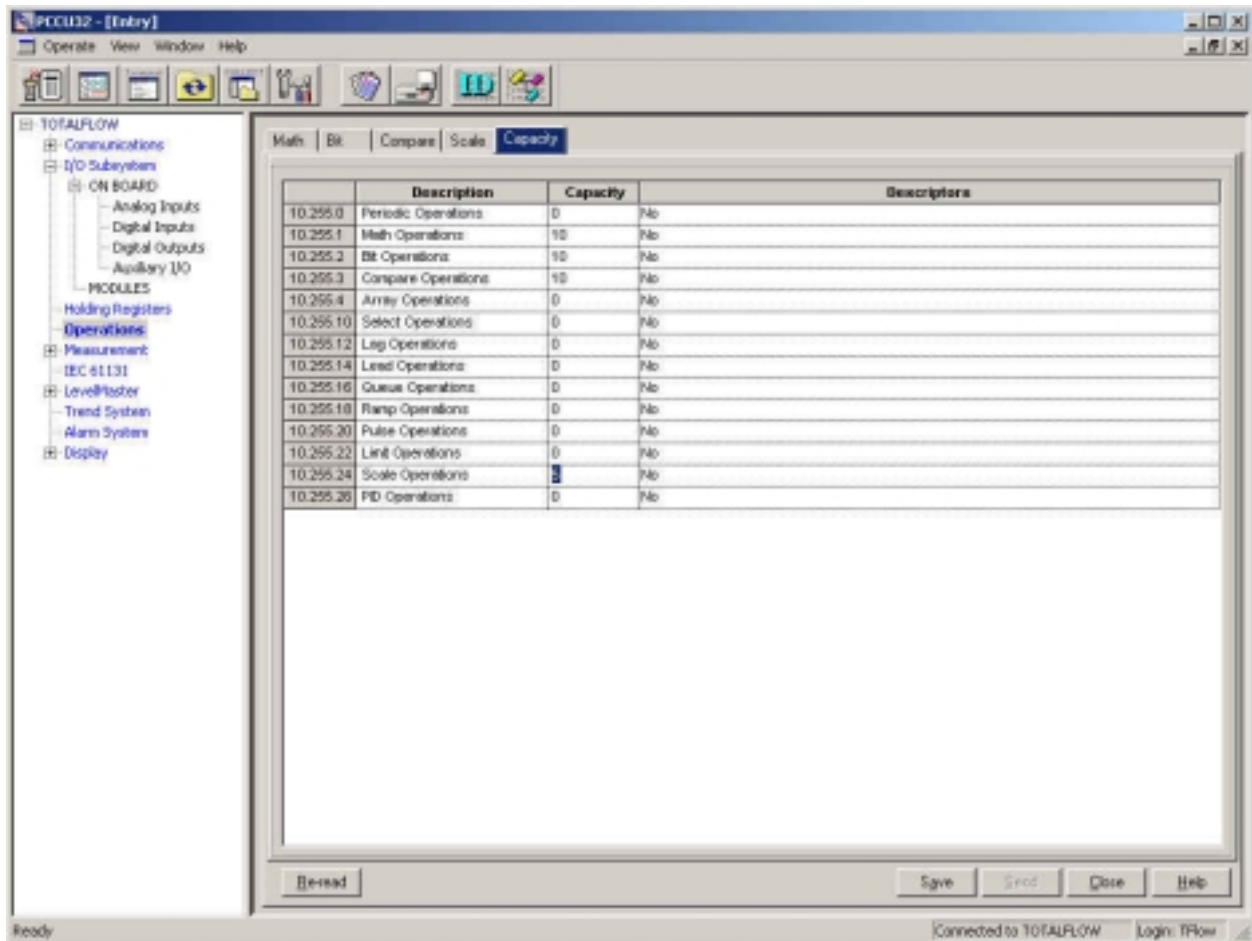 PCCU32 - [Entry]
Operate View Window Help
TOTALFLOW
Communications
I/O Subsystem
ON BOARD
Analog Inputs
Digital Inputs
Digital Outputs
Auxiliary I/O
MODULES
Holding Registers
Operations
Measurement
IEC 61131
LevelMaster
Trend System
Alarm System
Display
Math Bit Compare Scale Capacity
Description Capacity Descriptors
10.255.0 Periodic Operations 0 No
10.255.1 Math Operations 10 No
10.255.2 Bit Operations 10 No
10.255.3 Compare Operations 10 No
10.255.4 Array Operations 0 No
10.255.10 Select Operations 0 No
10.255.12 Lag Operations 0 No
10.255.14 Lead Operations 0 No
10.255.16 Queue Operations 0 No
10.255.18 Ramp Operations 0 No
10.255.20 Pulse Operations 0 No
10.255.22 Limit Operations 0 No
10.255.24 Scale Operations No
10.255.26 PID Operations 0 No
Re-read Save Send Close Help
Ready Connected to TOTALFLOW Login: TFlow